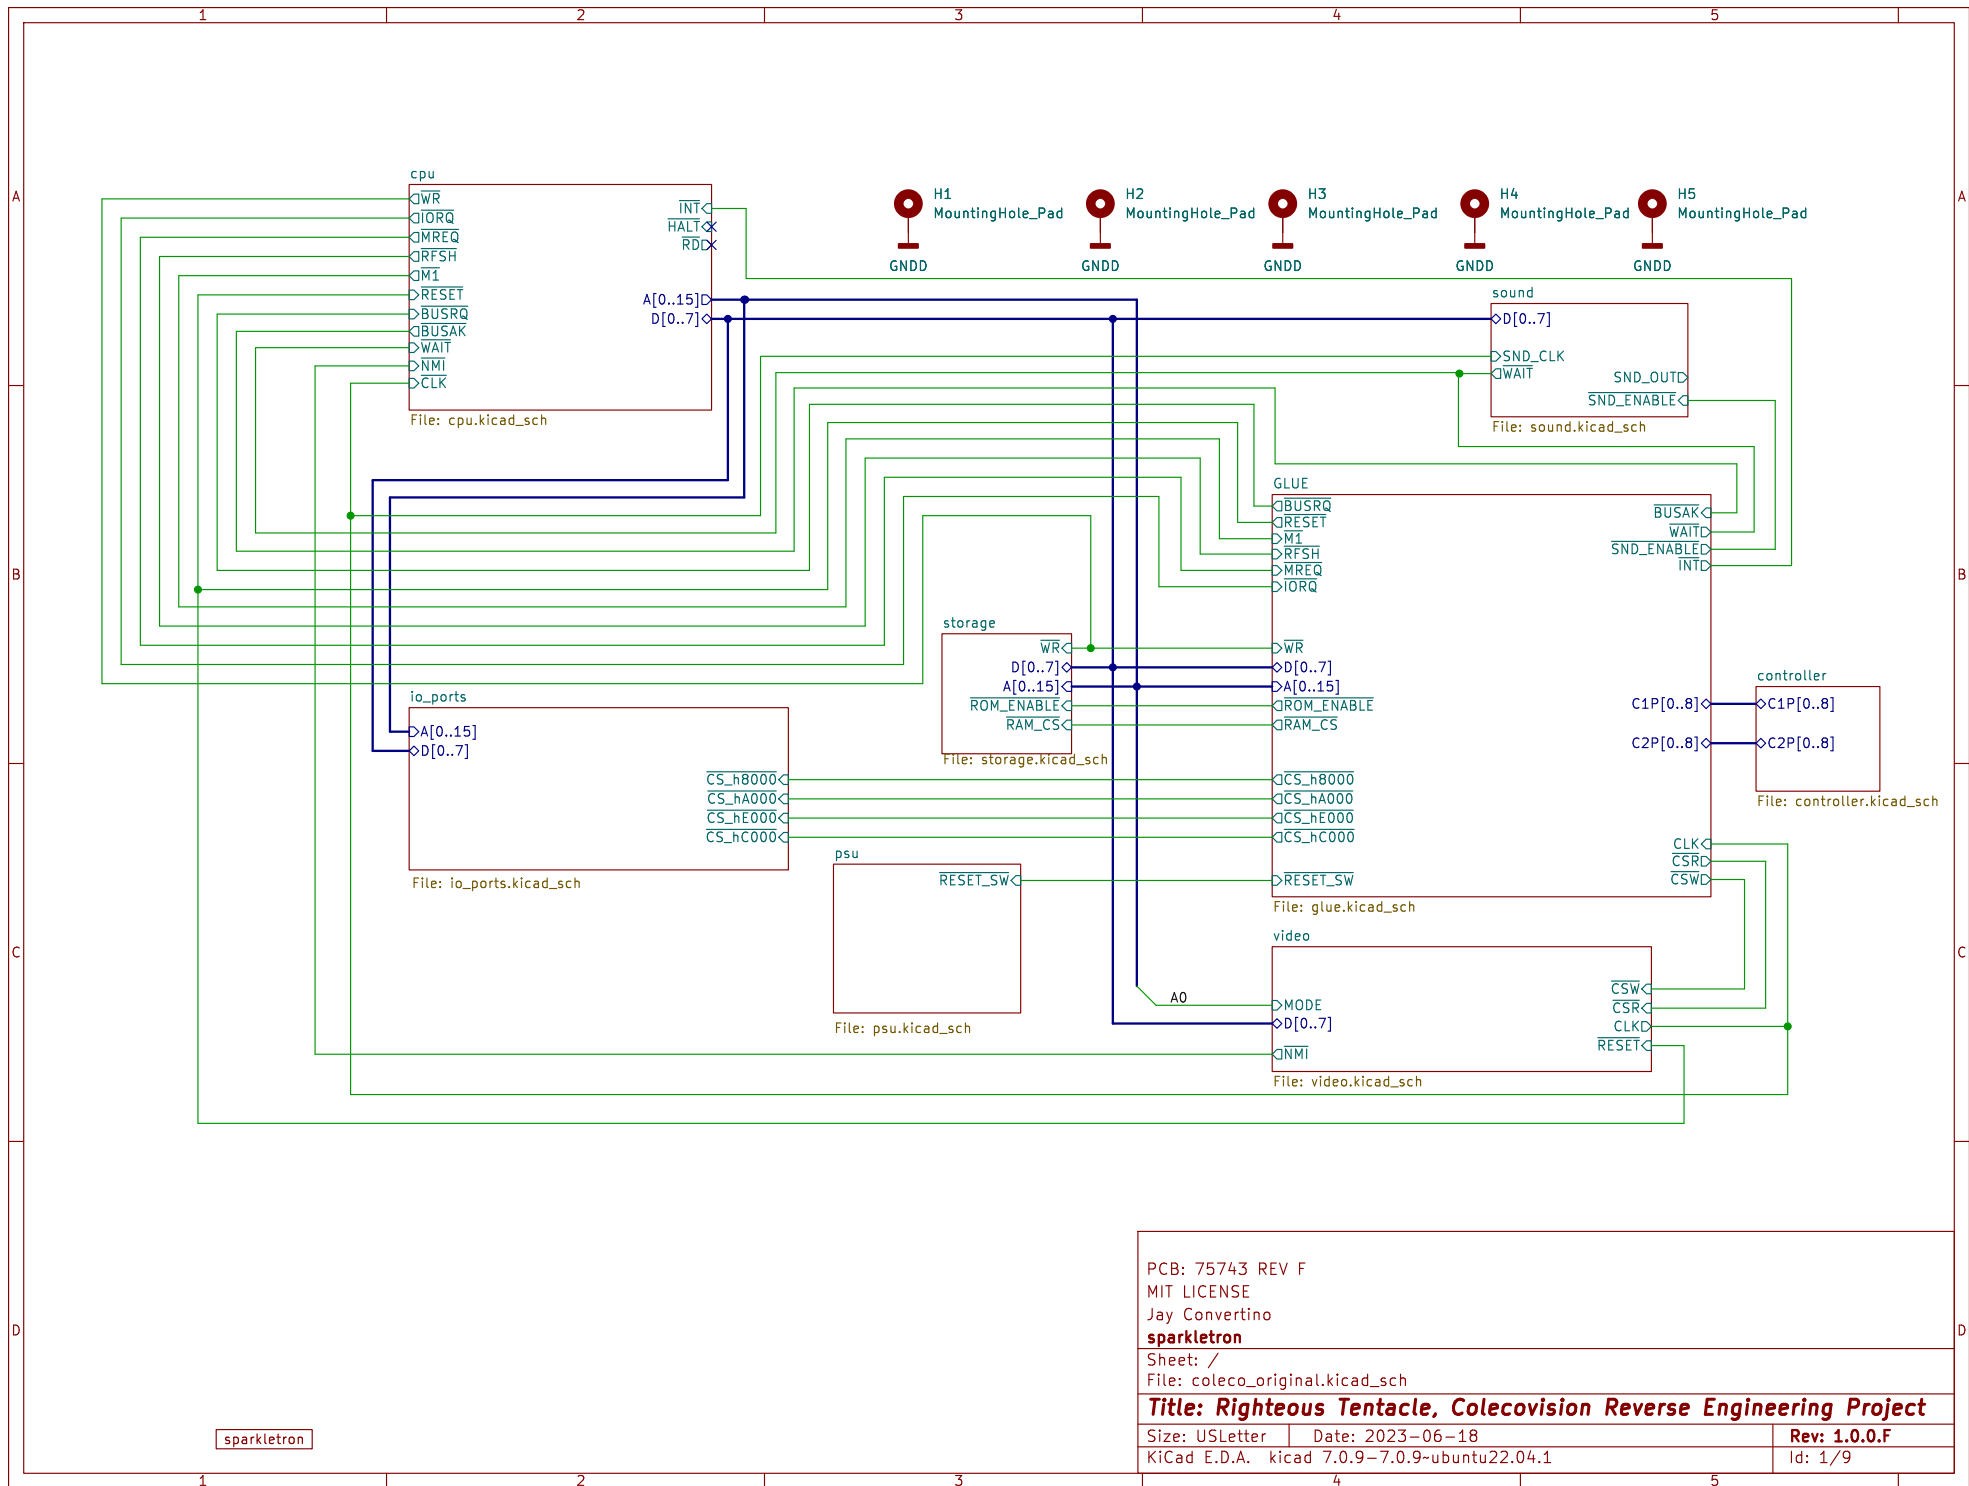 1 2 3 4 5
A A
B B
C C
D D
cpu
WR
IORQ
MREQ
RFSH
M1
RESET
BUSRQ
BUSAK
WAIT
NMI
CLK
INT
HALT
RD
A[0..15]
D[0..7]
File: cpu.kicad_sch
H1
MountingHole_Pad
GNDD
H2
MountingHole_Pad
GNDD
H3
MountingHole_Pad
GNDD
H4
MountingHole_Pad
GNDD
H5
MountingHole_Pad
GNDD
sound
D[0..7]
SND_CLK
WAIT
SND_OUT
SND_ENABLE
File: sound.kicad_sch
GLUE
BUSRQ
RESET
M1
RFSH
MREQ
IORQ
WR
D[0..7]
A[0..15]
ROM_ENABLE
RAM_CS
CS_h8000
CS_hA000
CS_hE000
CS_hC000
RESET_SW
BUSAK
WAIT
SND_ENABLE
INT
C1P[0..8]
C2P[0..8]
CLK
CSR
CSW
File: glue.kicad_sch
storage
WR
D[0..7]
A[0..15]
ROM_ENABLE
RAM_CS
File: storage.kicad_sch
controller
C1P[0..8]
C2P[0..8]
File: controller.kicad_sch
io_ports
A[0..15]
D[0..7]
CS_h8000
CS_hA000
CS_hE000
CS_hC000
File: io_ports.kicad_sch
psu
RESET_SW
File: psu.kicad_sch
video
A0
MODE
D[0..7]
NMI
CSW
CSR
CLK
RESET
File: video.kicad_sch
PCB: 75743 REV F
MIT LICENSE
Jay Convertino
sparkletron
Sheet: /
File: coleco_original.kicad_sch
Title: Righteous Tentacle, Colecovision Reverse Engineering Project
Size: USLetter Date: 2023-06-18 Rev: 1.0.0.F
KiCad E.D.A. kicad 7.0.9-7.0.9~ubuntu22.04.1 Id: 1/9
sparkletron
1 2 3 4 5